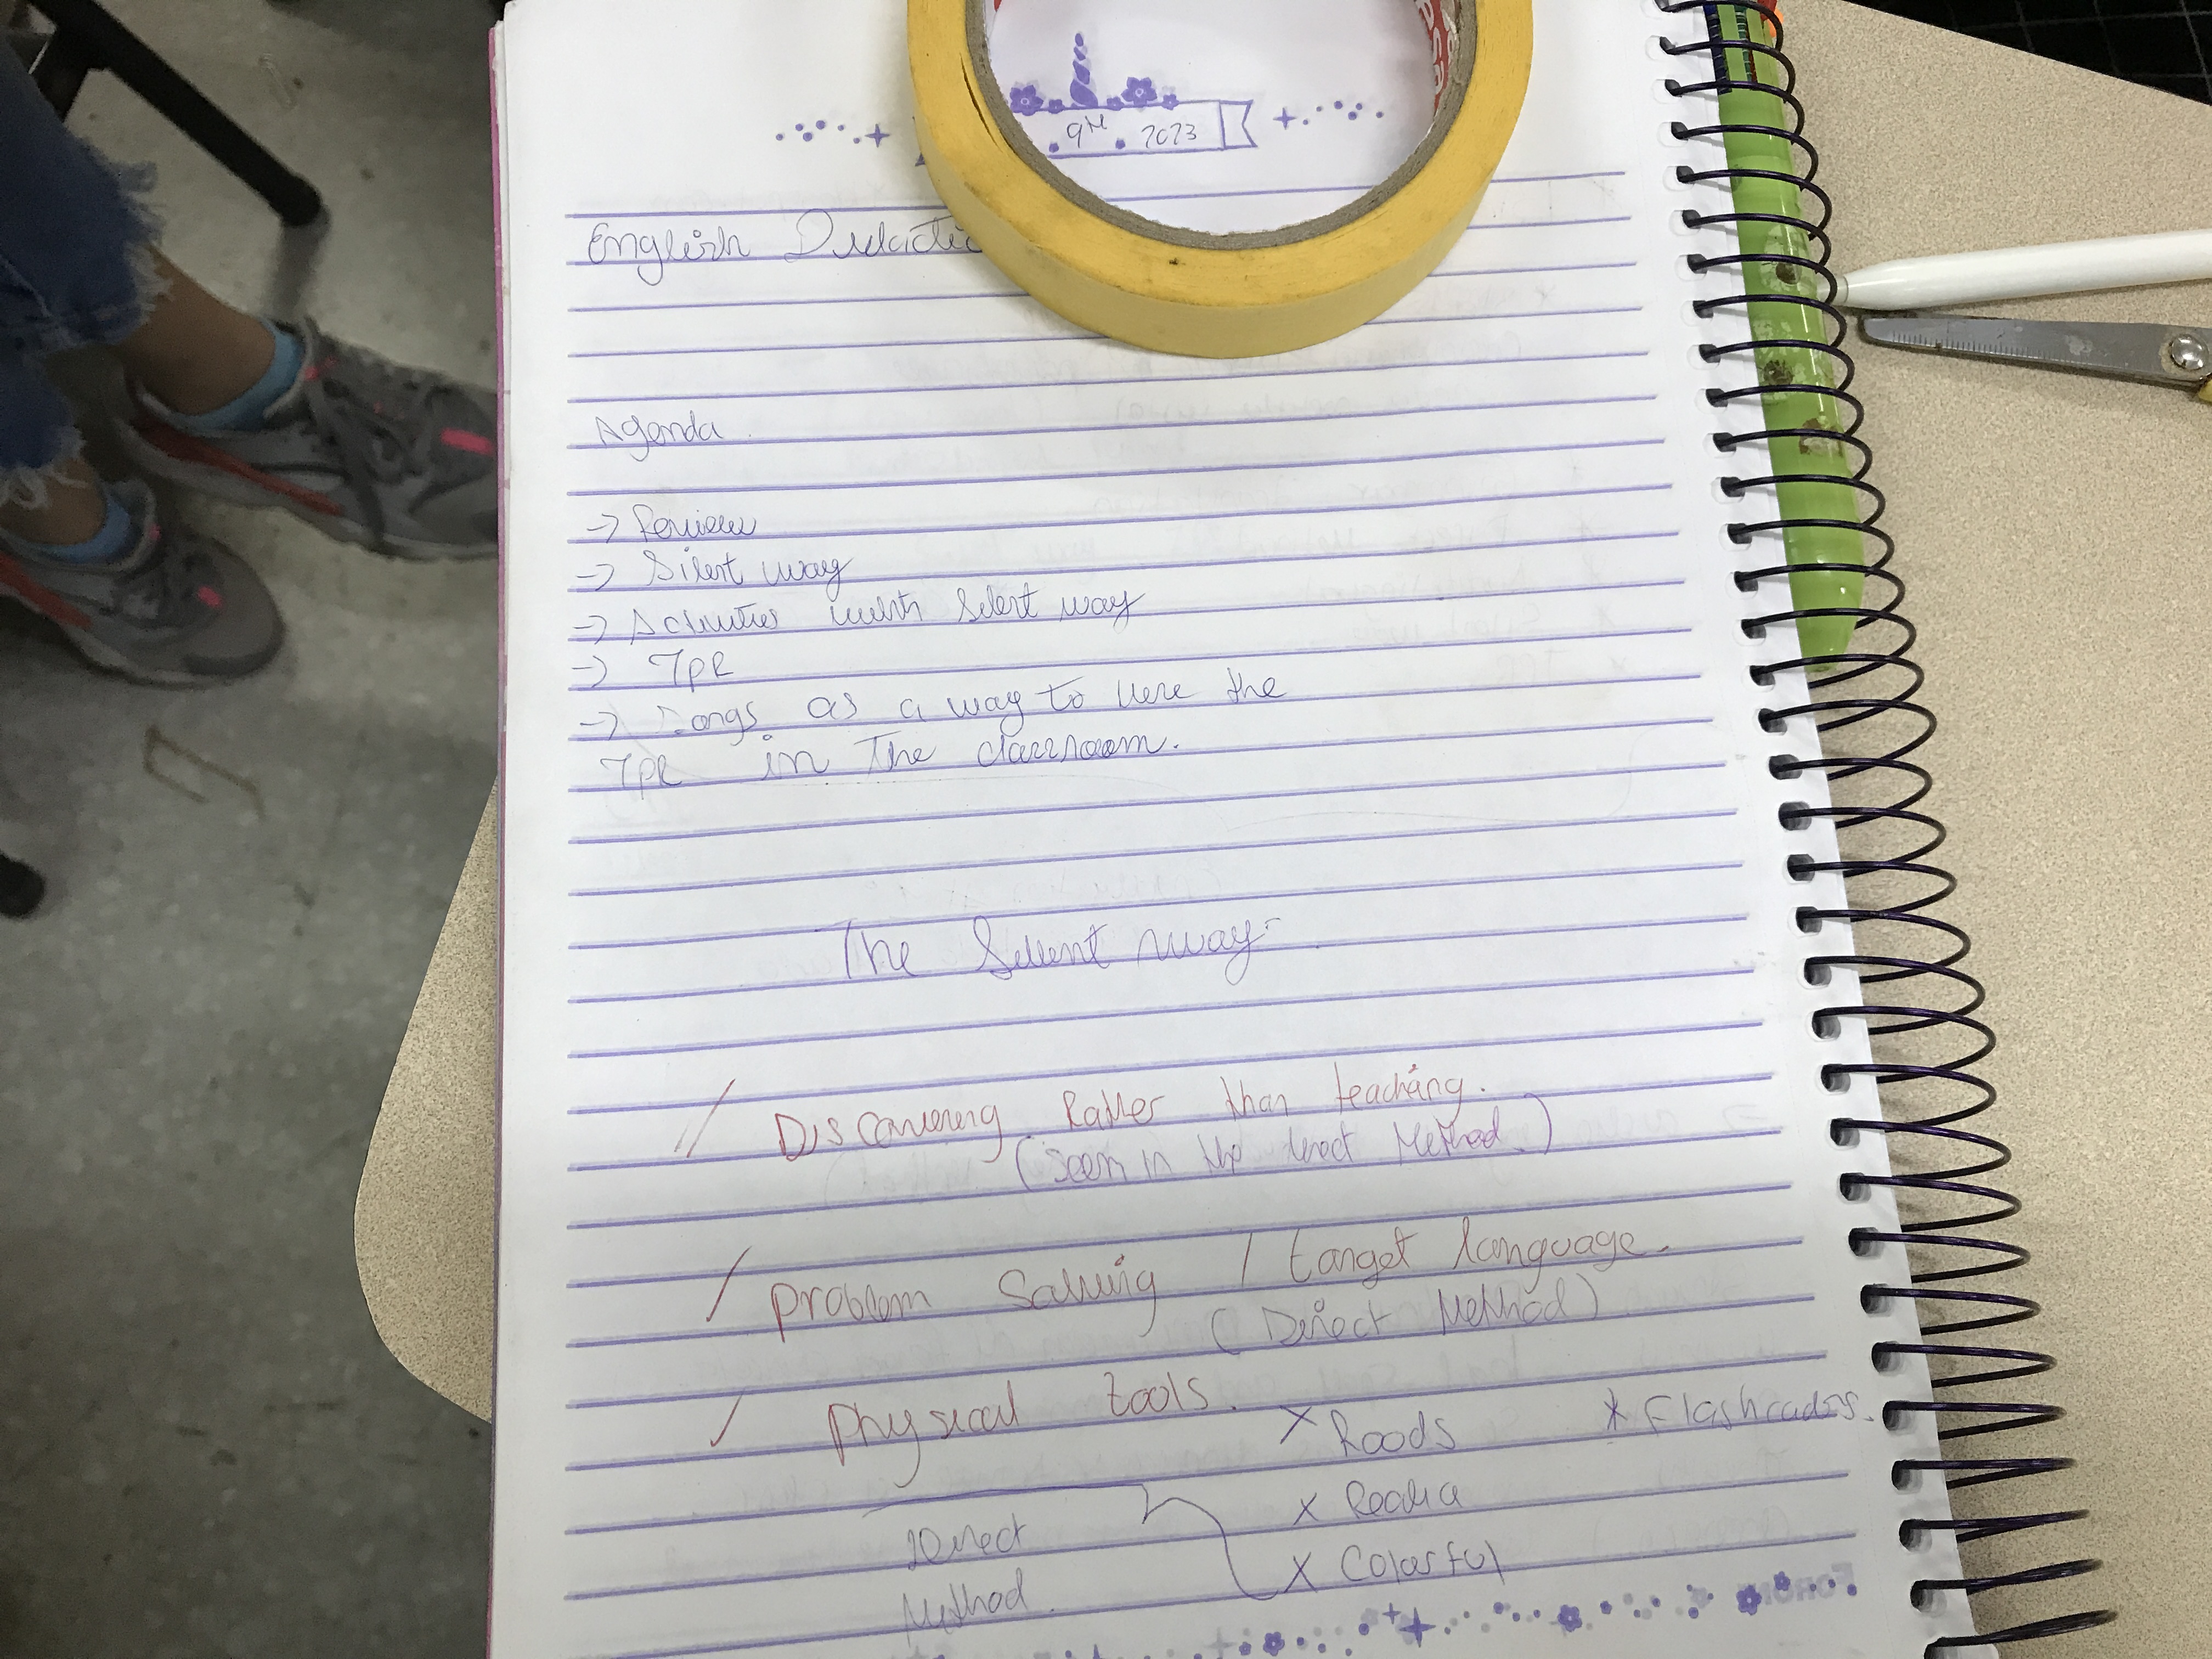 9th 2023
English Didactic
Agenda
-> Review
-> Silent way
-> Activities with Silent way
-> TPR
-> Songs as a way to use the
TPR in The classroom.
The Silent way
/ Discovering Rather than teaching.
(seen in the Direct Method.)
/ Problem Solving / target language.
(Direct Method)
/ Physical tools. x Roods * Flashcards.
x Realia
Direct
x Colorful
Method.